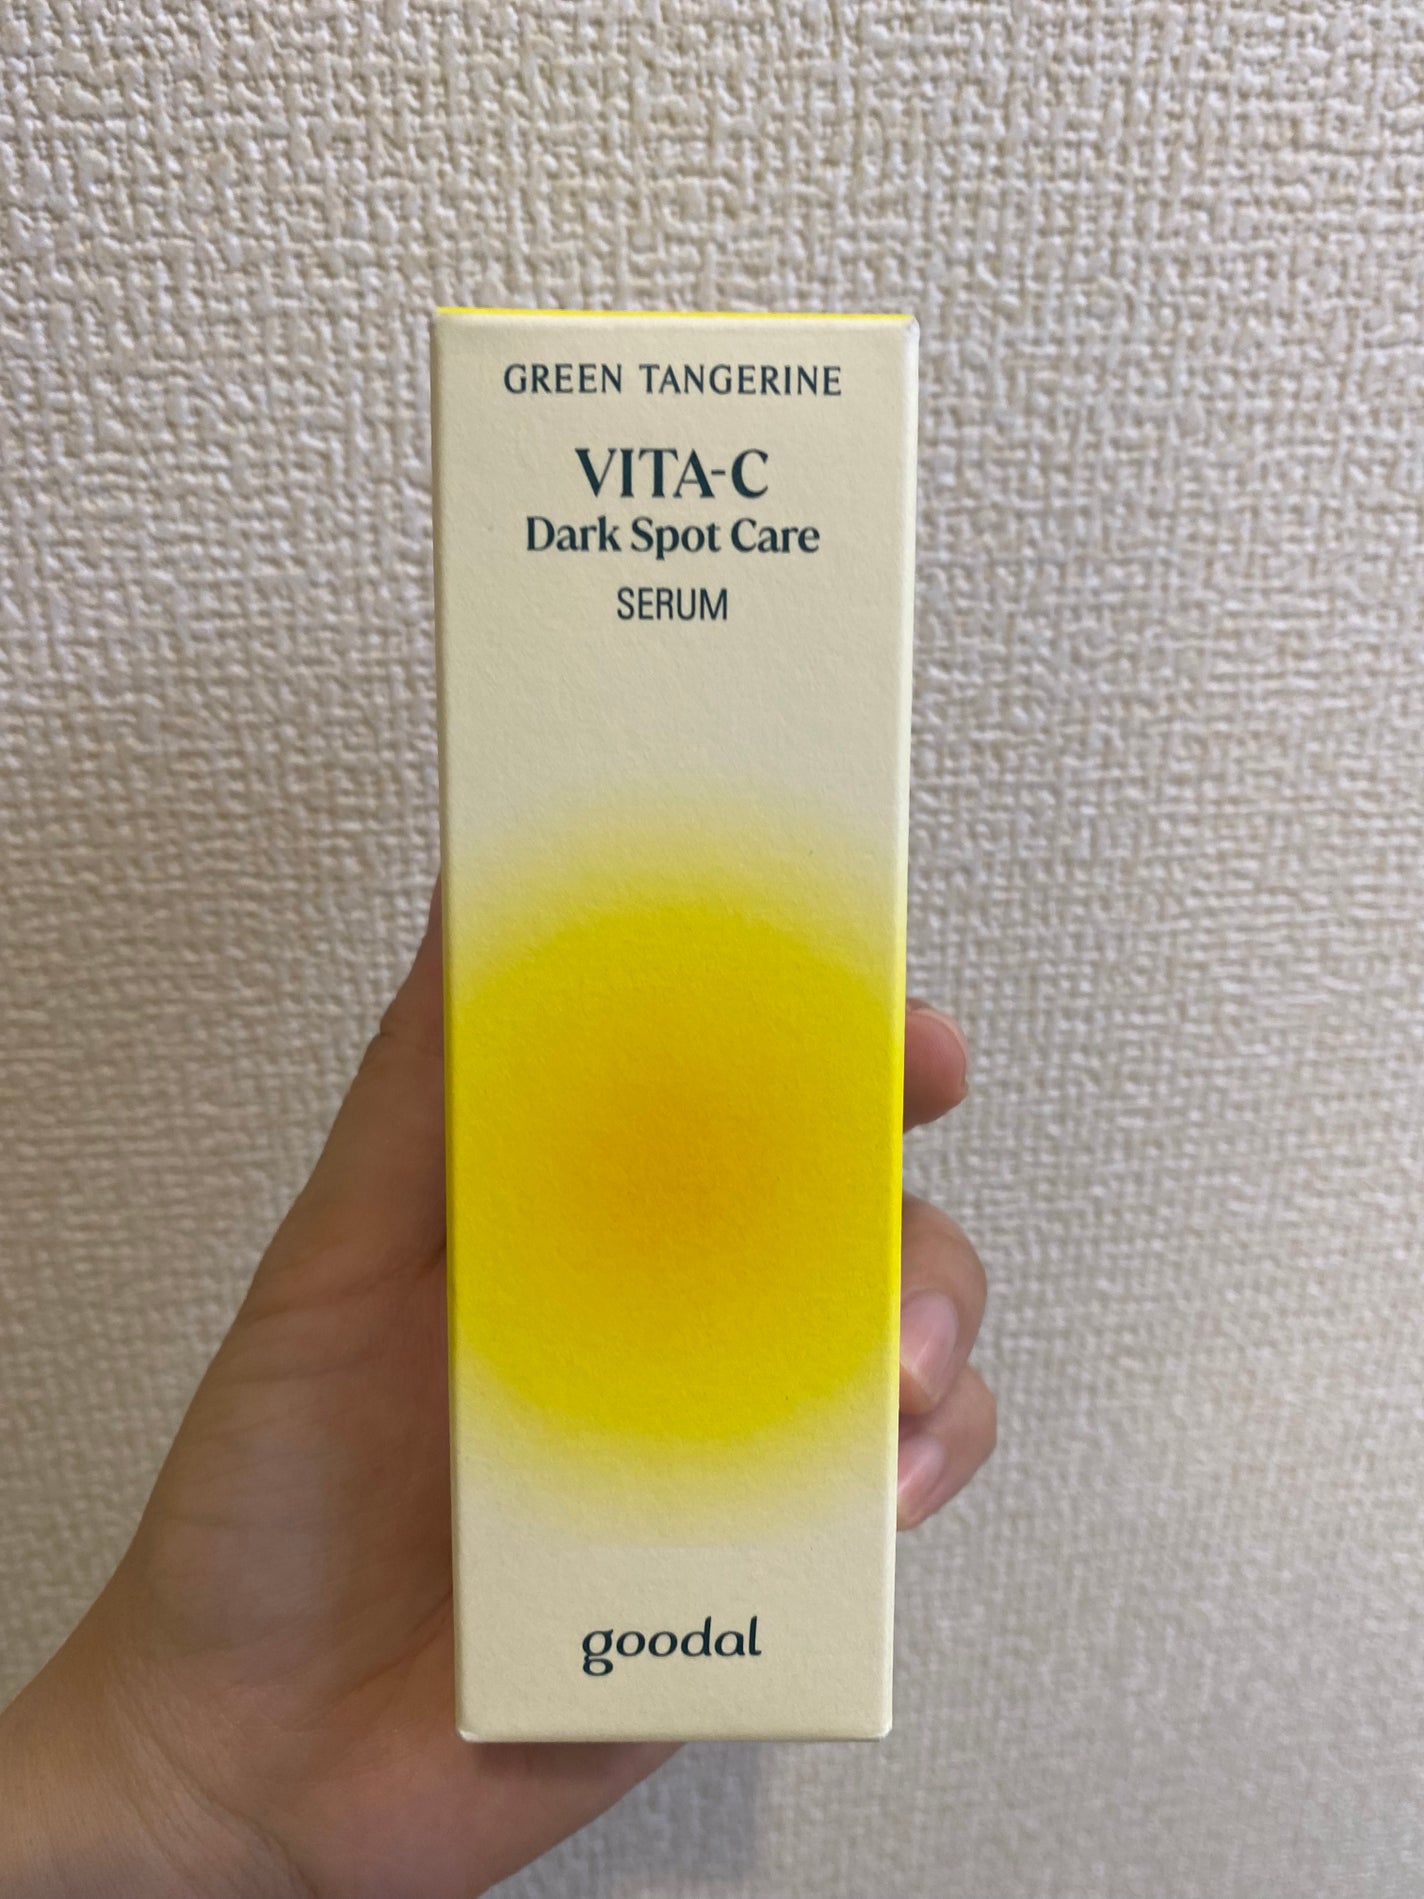 GREEN TANGERINE
VITA-C
Dark Spot Care
SERUM
goodal